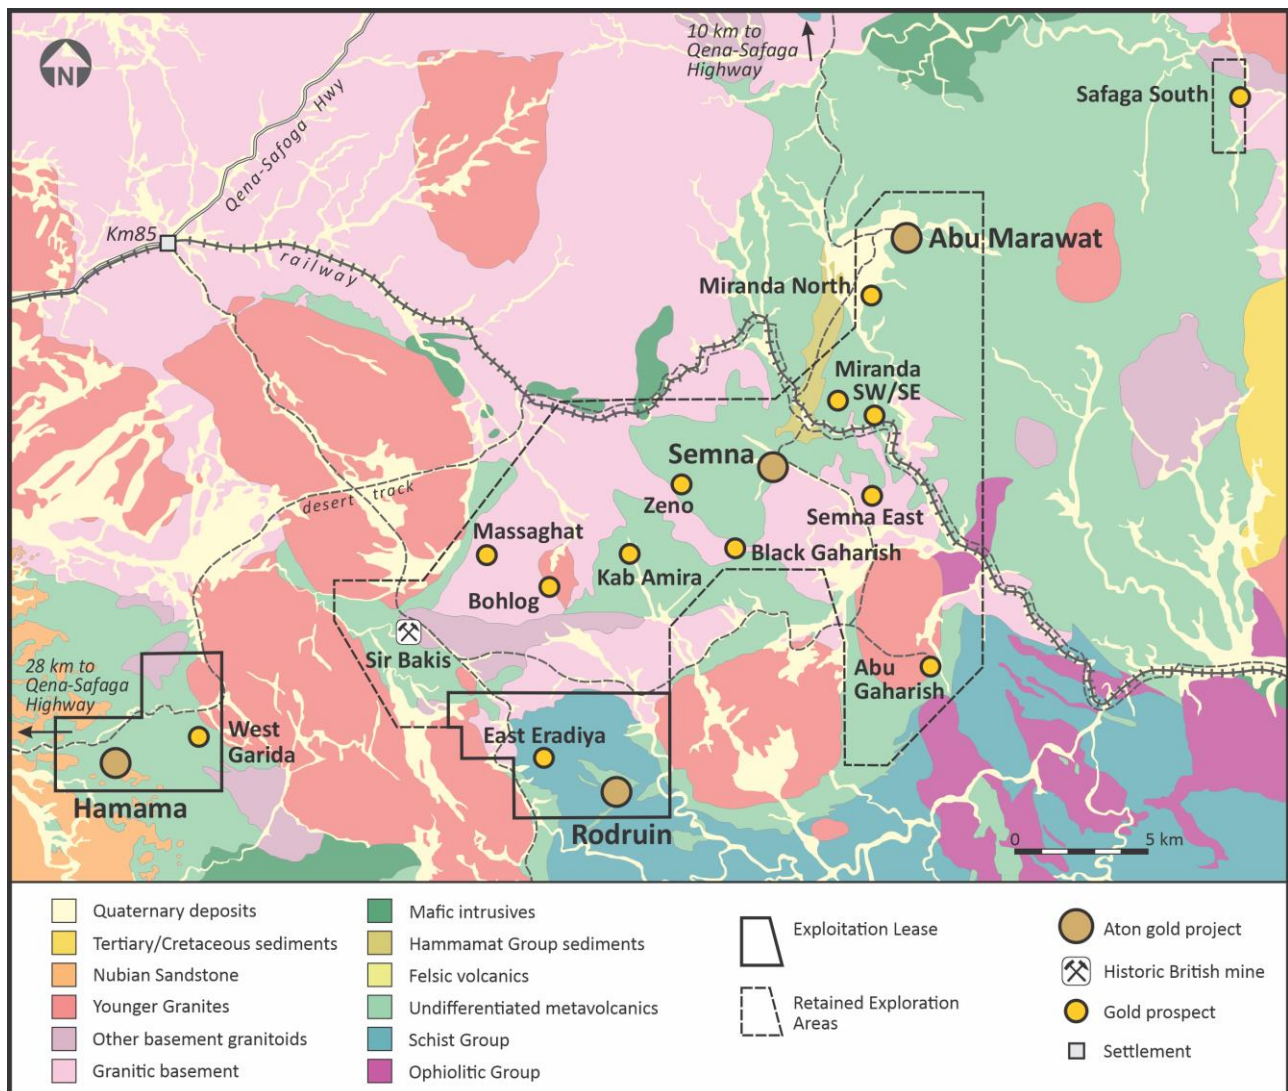 N
10 km to
Qena-Safaga
Highway
Safaga South
Qena-Safoga Hwy
Km85
railway
Abu Marawat
Miranda North
Miranda
SW/SE
Semna
Zeno
Semna East
desert track
Massaghat
Black Gaharish
Kab Amira
Bohlog
Sir Bakis
28 km to
Qena-Safaga
Highway
Abu
Gaharish
West
Garida
East Eradiya
Hamama
Rodruin
0 5 km
Quaternary deposits
Tertiary/Cretaceous sediments
Nubian Sandstone
Younger Granites
Other basement granitoids
Granitic basement
Mafic intrusives
Hammamat Group sediments
Felsic volcanics
Undifferentiated metavolcanics
Schist Group
Ophiolitic Group
Exploitation Lease
Retained Exploration
Areas
Aton gold project
Historic British mine
Gold prospect
Settlement